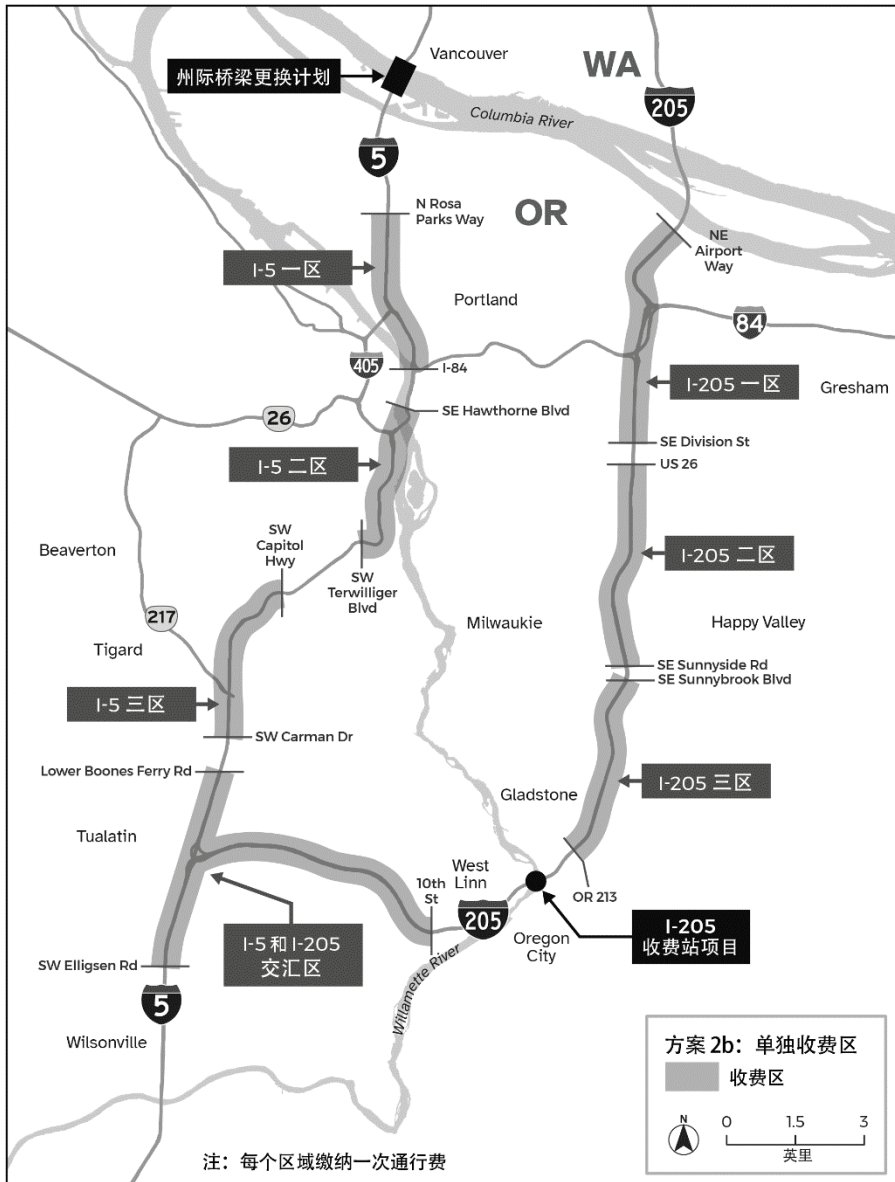 Vancouver
WA
州际桥梁更换计划
205
Columbia River
5
N Rosa
Parks Way
OR
NE
Airport
Way
I-5 一区
Portland
84
405
I-84
I-205 一区
Gresham
SE Hawthorne Blvd
26
SE Division St
US 26
I-5 二区
SW
Capitol
Hwy
Beaverton
SW
Terwilliger
Blvd
I-205 二区
217
Milwaukie
Happy Valley
Tigard
SE Sunnyside Rd
SE Sunnybrook Blvd
I-5 三区
SW Carman Dr
Lower Boones Ferry Rd
I-205 三区
Gladstone
Tualatin
West
Linn
10th
St
OR 213
205
I-5 和 I-205
交汇区
Oregon
City
I-205
收费站项目
SW Elligsen Rd
Willamette River
5
Wilsonville
方案 2b：单独收费区
收费区
N
0 1.5 3
英里
注：每个区域缴纳一次通行费